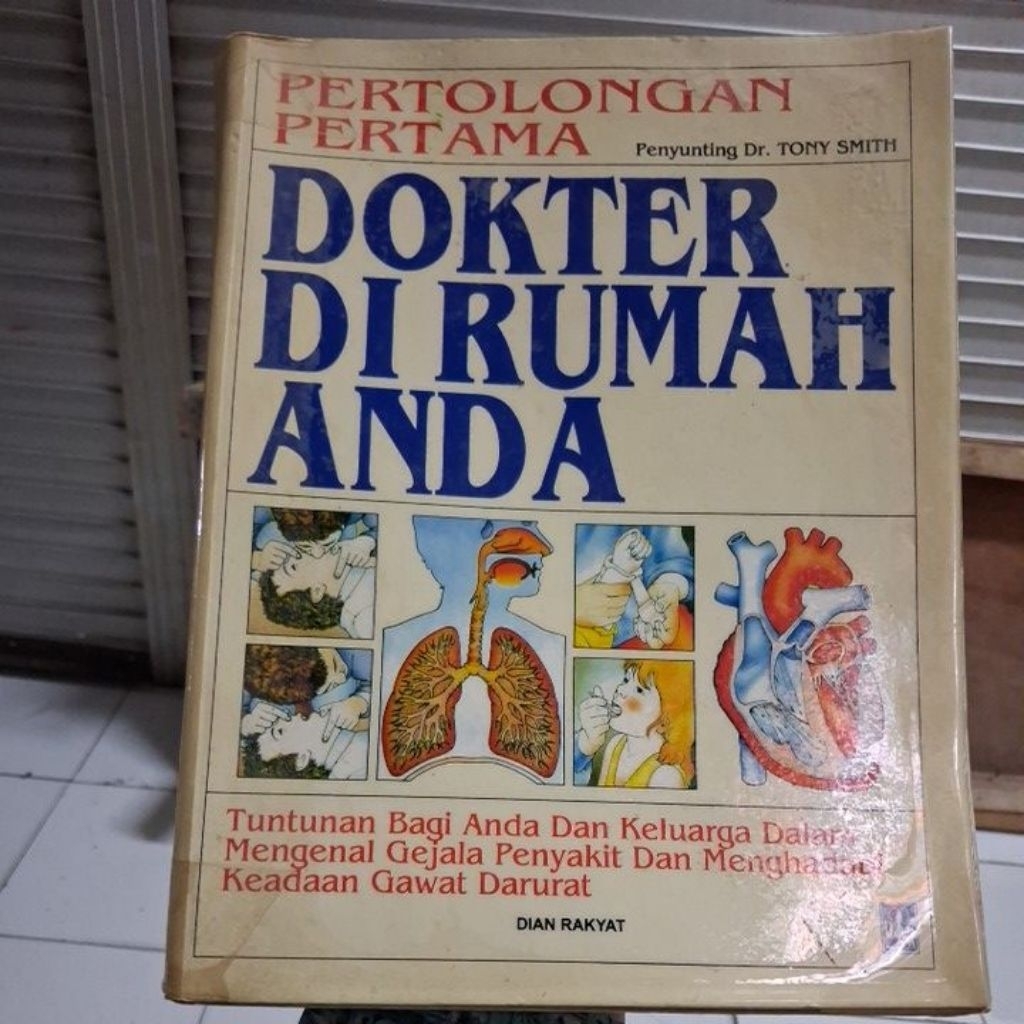 PERTOLONGAN
PERTAMA
Penyunting Dr. TONY SMITH
DOKTER
DI RUMAH
ANDA
Tuntunan Bagi Anda Dan Keluarga Dalam
Mengenal Gejala Penyakit Dan Menghadapi
Keadaan Gawat Darurat
DIAN RAKYAT